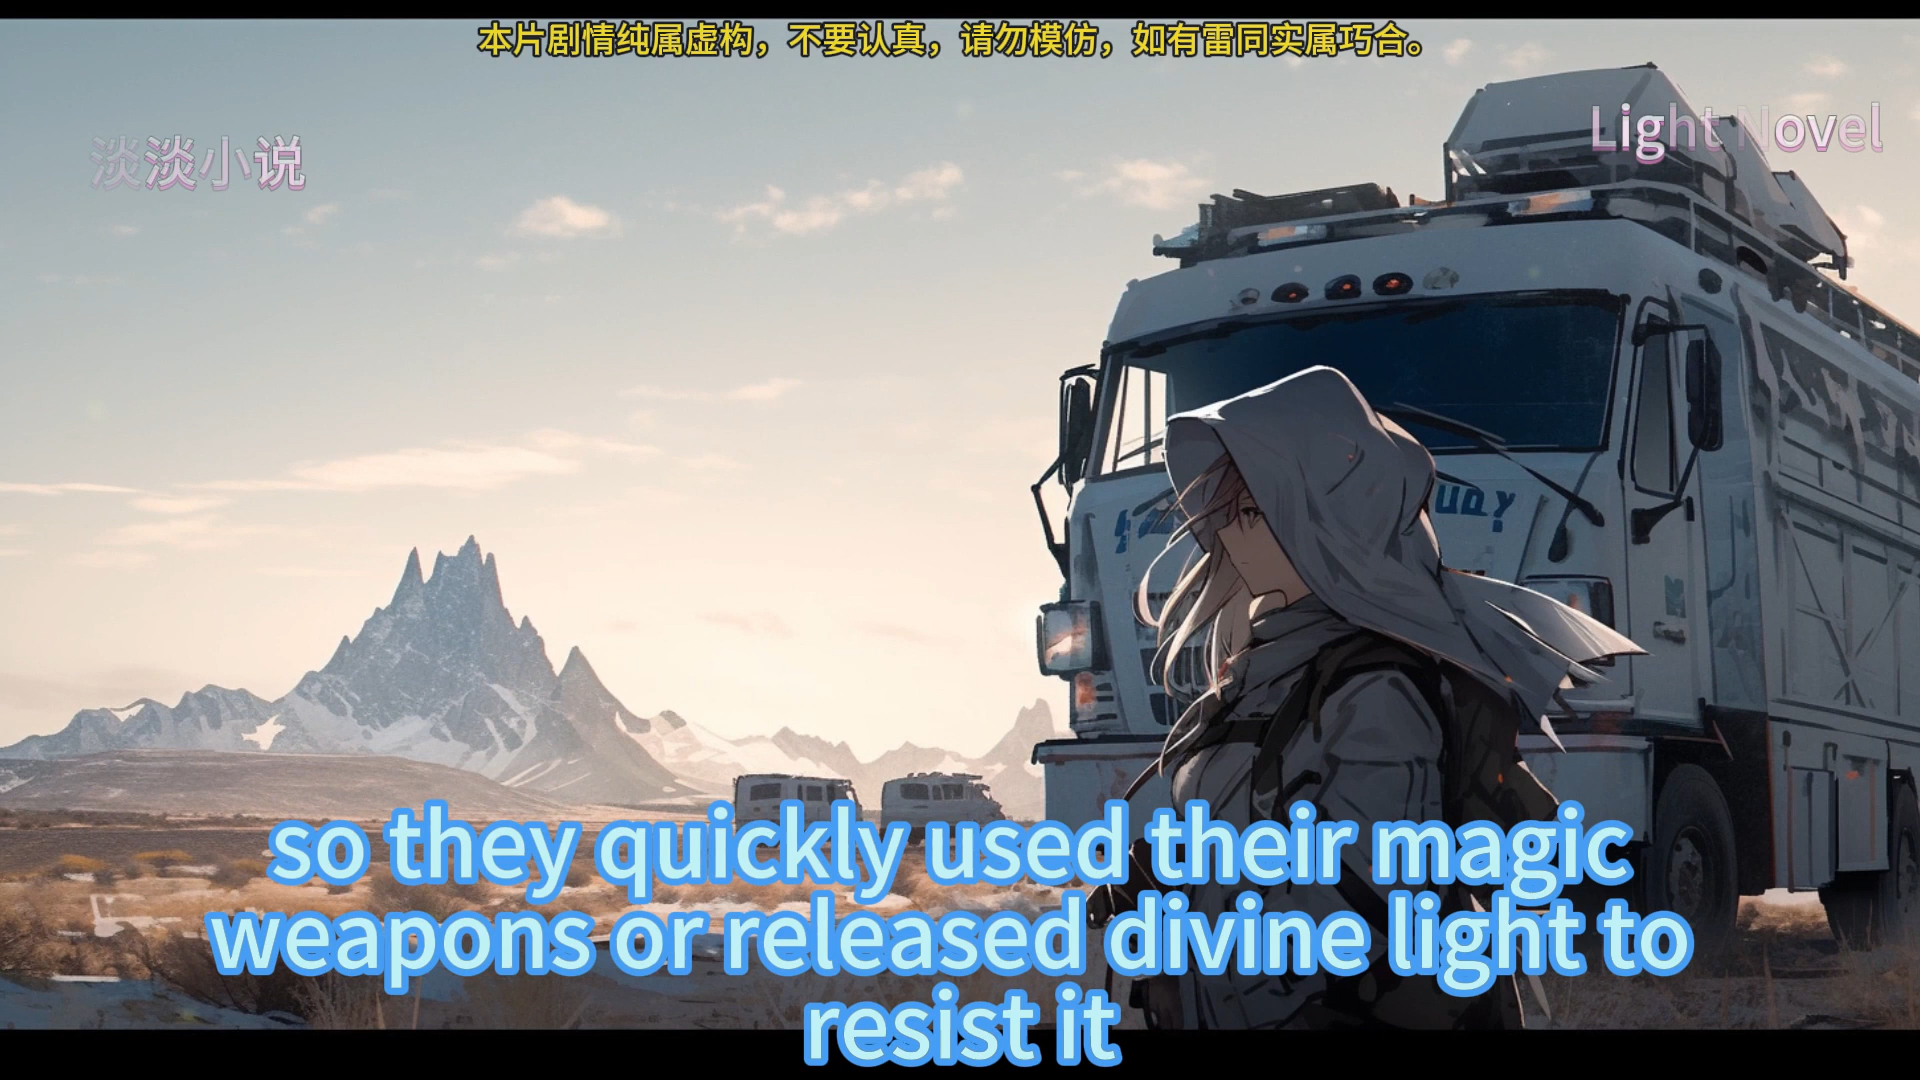 本片剧情纯属虚构，不要认真，请勿模仿，如有雷同实属巧合。
淡淡小说
Light Novel
so they quickly used their magic
weapons or released divine light to
resist it